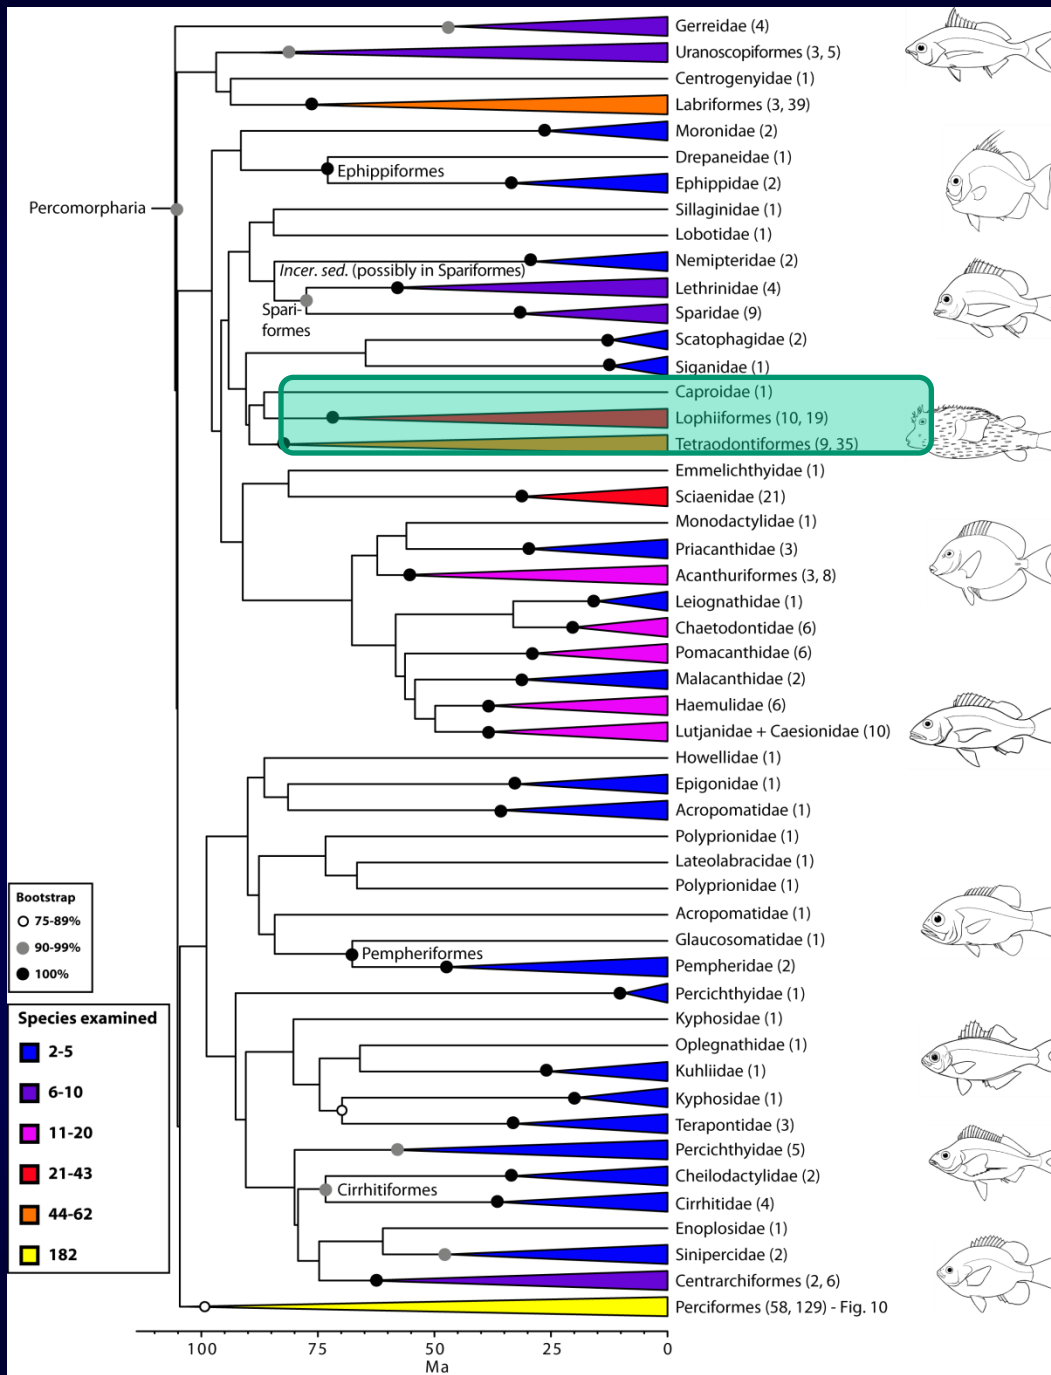 Gerreidae (4)
Uranoscopiformes (3, 5)
Centrogenyidae (1)
Labriformes (3, 39)
Moronidae (2)
Drepaneidae (1)
Ephippiformes
Ephippidae (2)
Percomorpharia
Sillaginidae (1)
Lobotidae (1)
Nemipteridae (2)
Incer. sed. (possibly in Spariformes)
Lethrinidae (4)
Spari-
formes
Sparidae (9)
Scatophagidae (2)
Siganidae (1)
Caproidae (1)
Lophiiformes (10, 19)
Tetraodontiformes (9, 35)
Emmelichthyidae (1)
Sciaenidae (21)
Monodactylidae (1)
Priacanthidae (3)
Acanthuriformes (3, 8)
Leiognathidae (1)
Chaetodontidae (6)
Pomacanthidae (6)
Malacanthidae (2)
Haemulidae (6)
Lutjanidae + Caesionidae (10)
Howellidae (1)
Epigonidae (1)
Acropomatidae (1)
Polyprionidae (1)
Lateolabracidae (1)
Polyprionidae (1)
Acropomatidae (1)
Glaucosomatidae (1)
Pempheriformes
Pempheridae (2)
Percichthyidae (1)
Kyphosidae (1)
Oplegnathidae (1)
Kuhliidae (1)
Kyphosidae (1)
Terapontidae (3)
Percichthyidae (5)
Cheilodactylidae (2)
Cirrhitiformes
Cirrhitidae (4)
Enoplosidae (1)
Sinipercidae (2)
Centrarchiformes (2, 6)
Perciformes (58, 129) - Fig. 10
Bootstrap
75-89%
90-99%
100%
Species examined
2-5
6-10
11-20
21-43
44-62
182
100 75 50 25 0
Ma